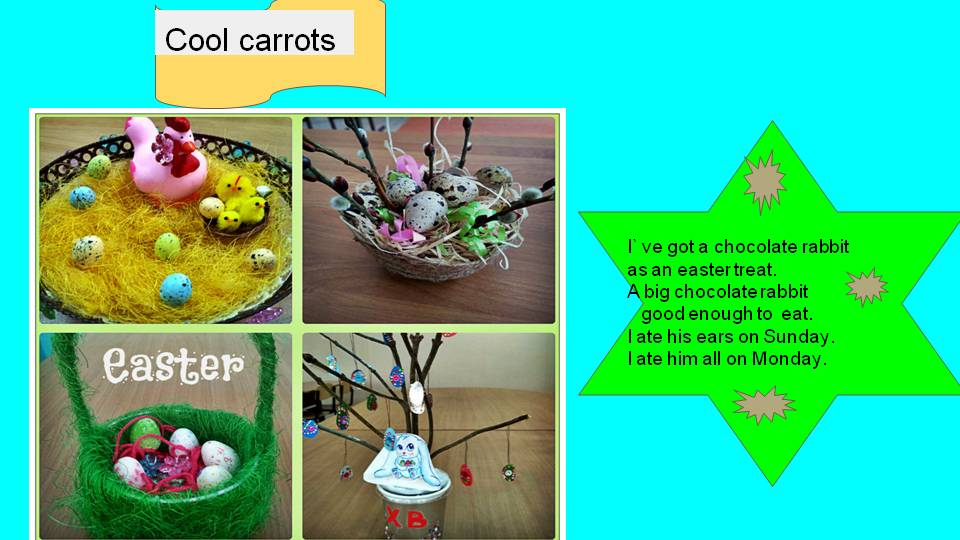 Cool carrots
I` ve got a chocolate rabbit
as an easter treat.
A big chocolate rabbit
good enough to eat.
I ate his ears on Sunday.
I ate him all on Monday.
easter
XB